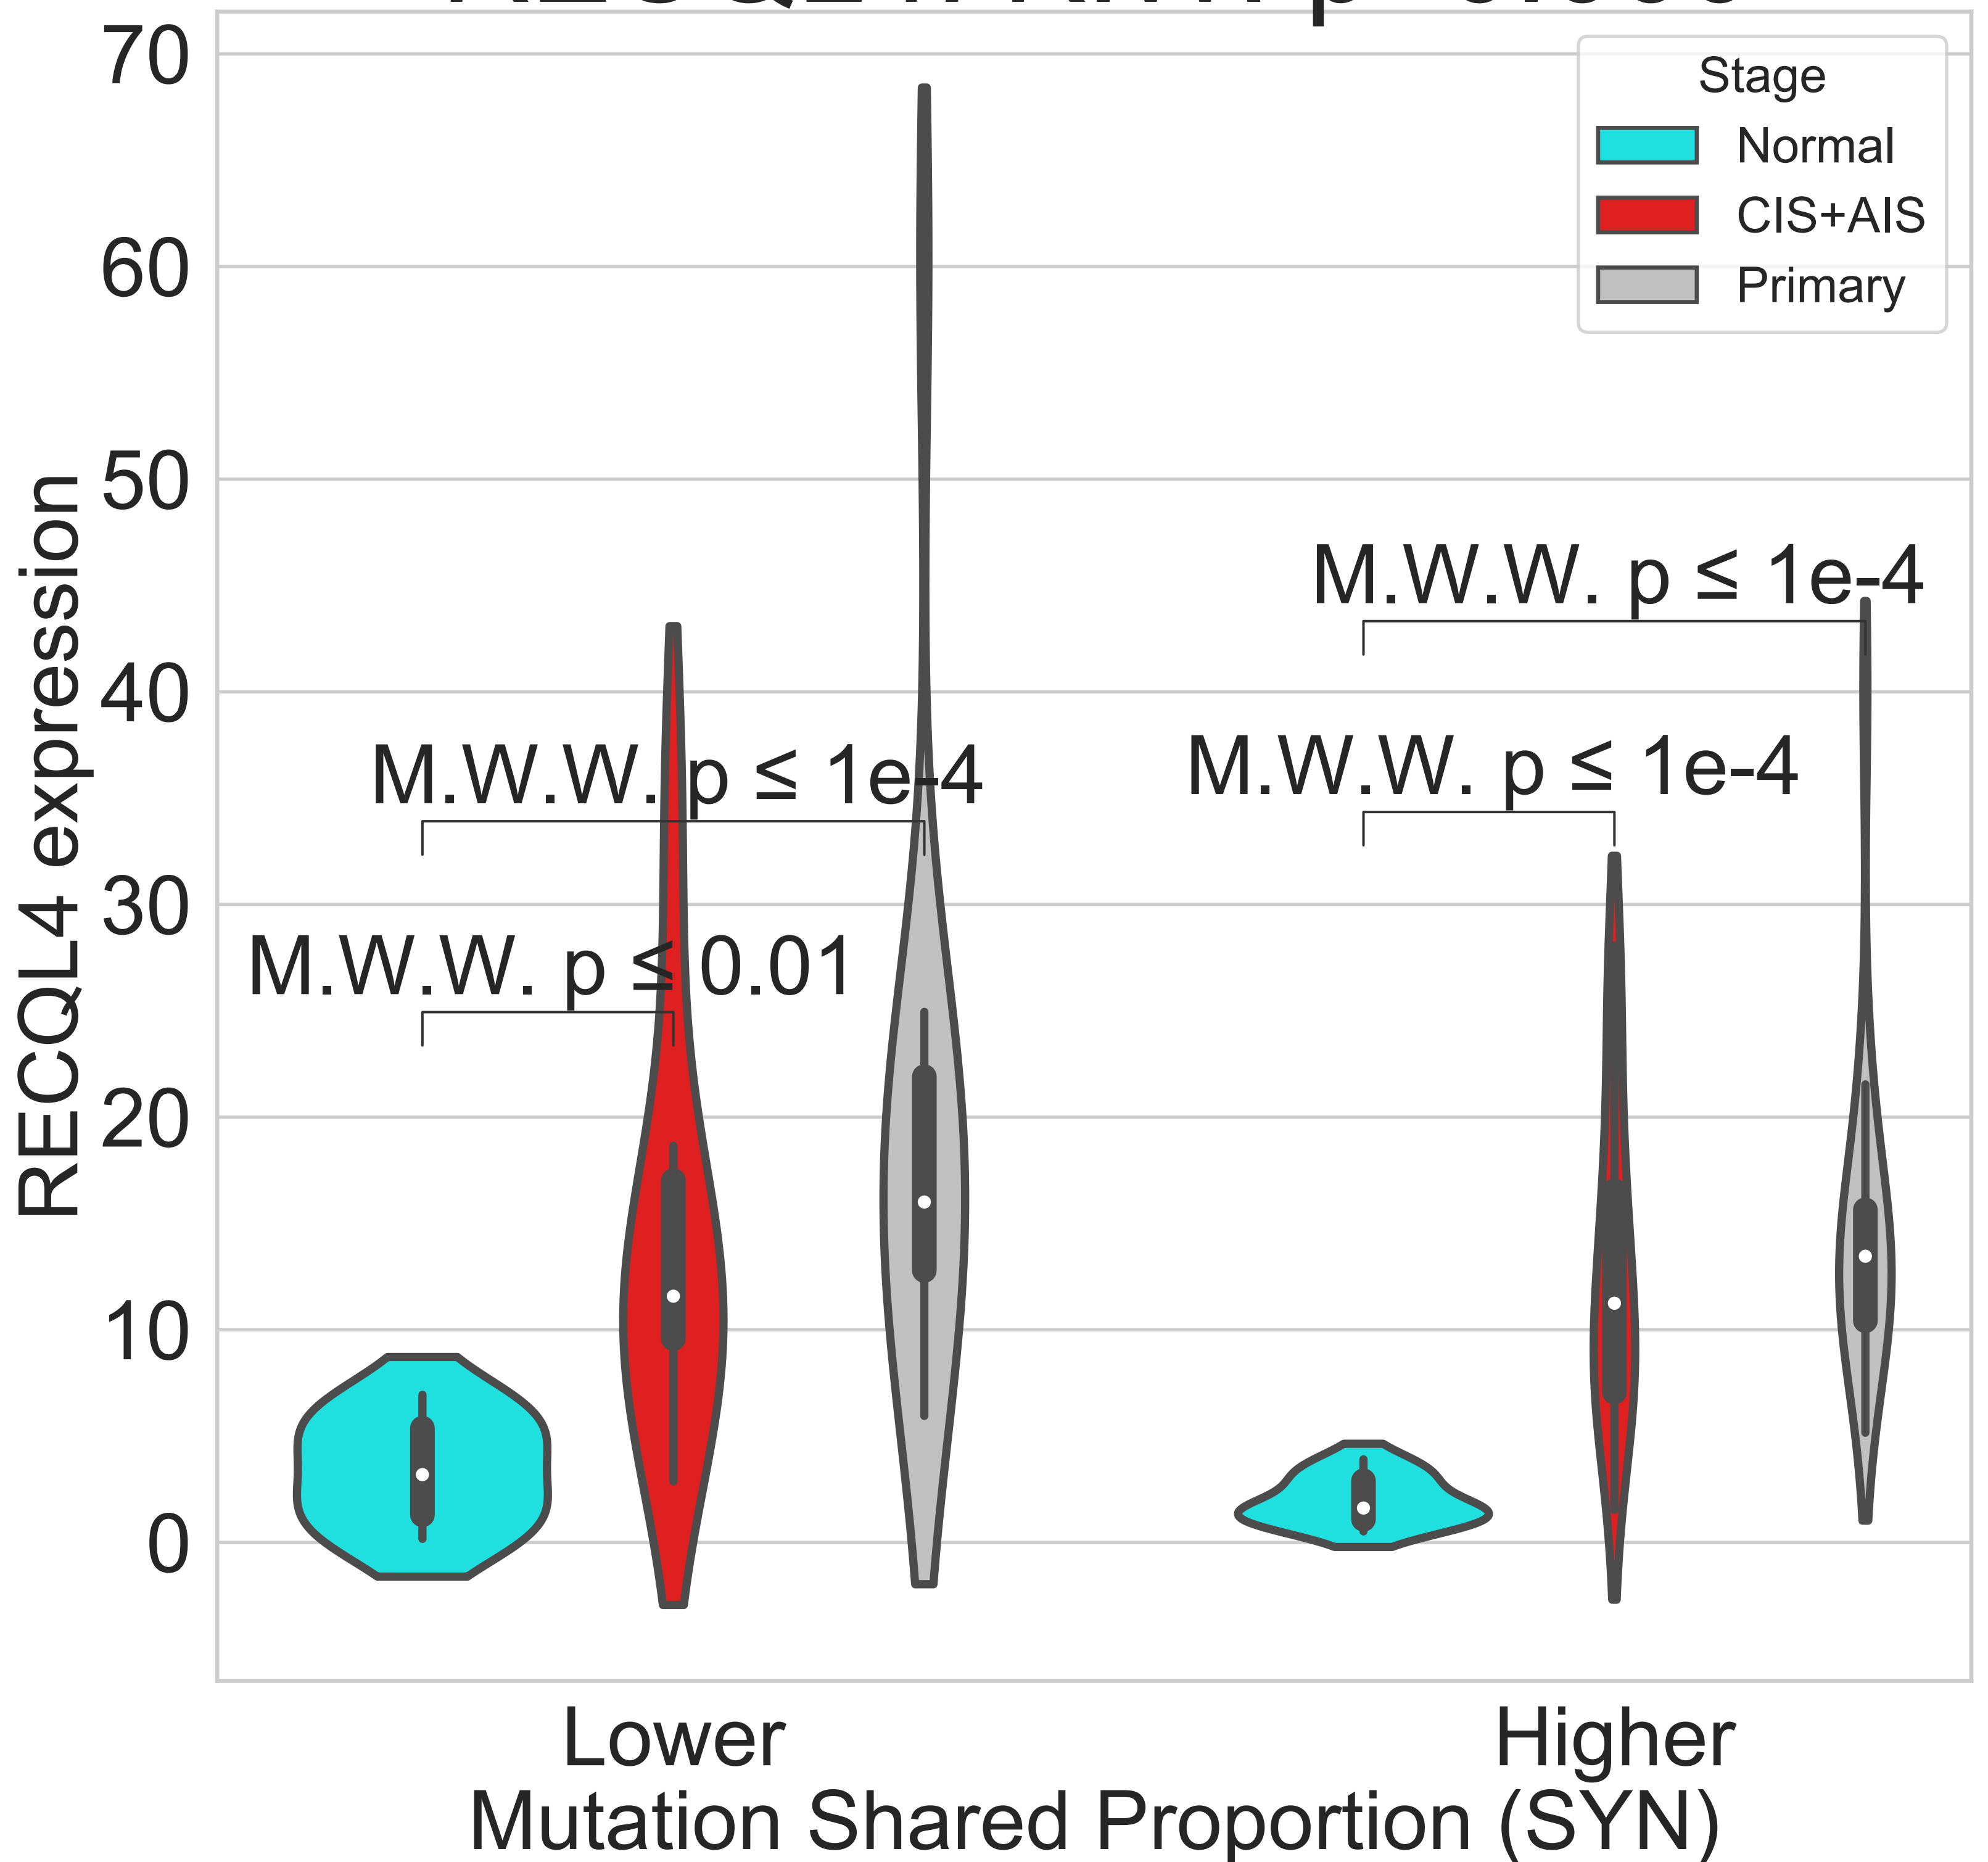 70
60
50
40
30
20
10
0
RECQL4 expression
Stage
Normal
CIS+AIS
Primary
M.W.W. p ≤ 1e-4
M.W.W. p ≤ 1e-4
M.W.W. p ≤ 1e-4
M.W.W. p ≤ 0.01
Lower
Higher
Mutation Shared Proportion (SYN)